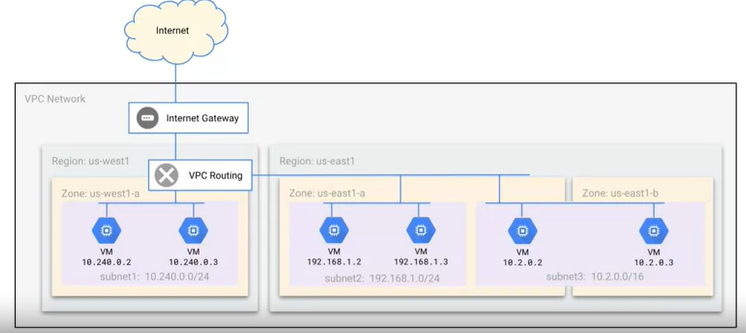 Internet
VPC Network
Internet Gateway
Region: us-west1
Region: us-east1
VPC Routing
Zone: us-west1-a
Zone: us-east1-a
Zone: us-east1-b
VM
10.240.0.2
VM
10.240.0.3
subnet1: 10.240.0.0/24
VM
192.168.1.2
VM
192.168.1.3
subnet2: 192.168.1.0/24
VM
10.2.0.2
VM
10.2.0.3
subnet3: 10.2.0.0/16